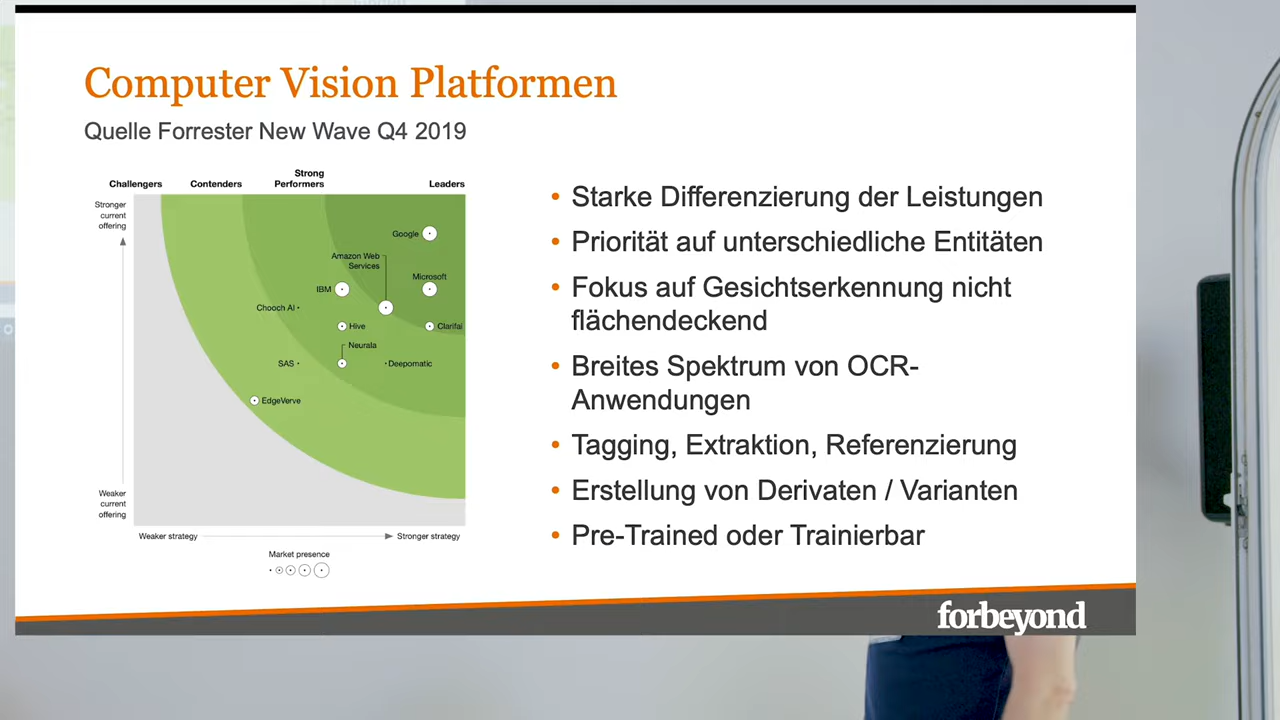 Computer Vision Platformen
Quelle Forrester New Wave Q4 2019
Challengers
Contenders
Strong
Performers
Leaders
Stronger
current
offering
Google
Amazon Web
Services
Microsoft
IBM
Chooch AI
Hive
Clarifai
Neurala
SAS
Deepomatic
EdgeVerve
Weaker
current
offering
Weaker strategy
Stronger strategy
Market presence
• Starke Differenzierung der Leistungen
• Priorität auf unterschiedliche Entitäten
• Fokus auf Gesichtserkennung nicht
flächendeckend
• Breites Spektrum von OCR-
Anwendungen
• Tagging, Extraktion, Referenzierung
• Erstellung von Derivaten / Varianten
• Pre-Trained oder Trainierbar
forbeyond